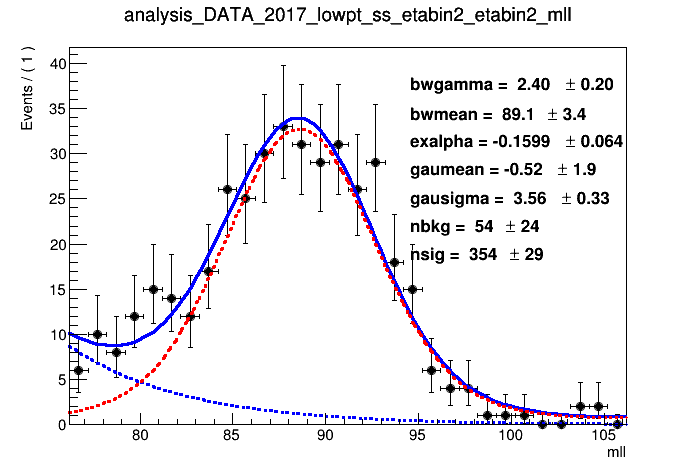 analysis_DATA_2017_lowpt_ss_etabin2_etabin2_mll
Events / ( 1 )
40
35
30
25
20
15
10
5
0
bwgamma = 2.40 ± 0.20
bwmean = 89.1 ± 3.4
exalpha = -0.1599 ± 0.064
gaumean = -0.52 ± 1.9
gausigma = 3.56 ± 0.33
nbkg = 54 ± 24
nsig = 354 ± 29
80 85 90 95 100 105
mll